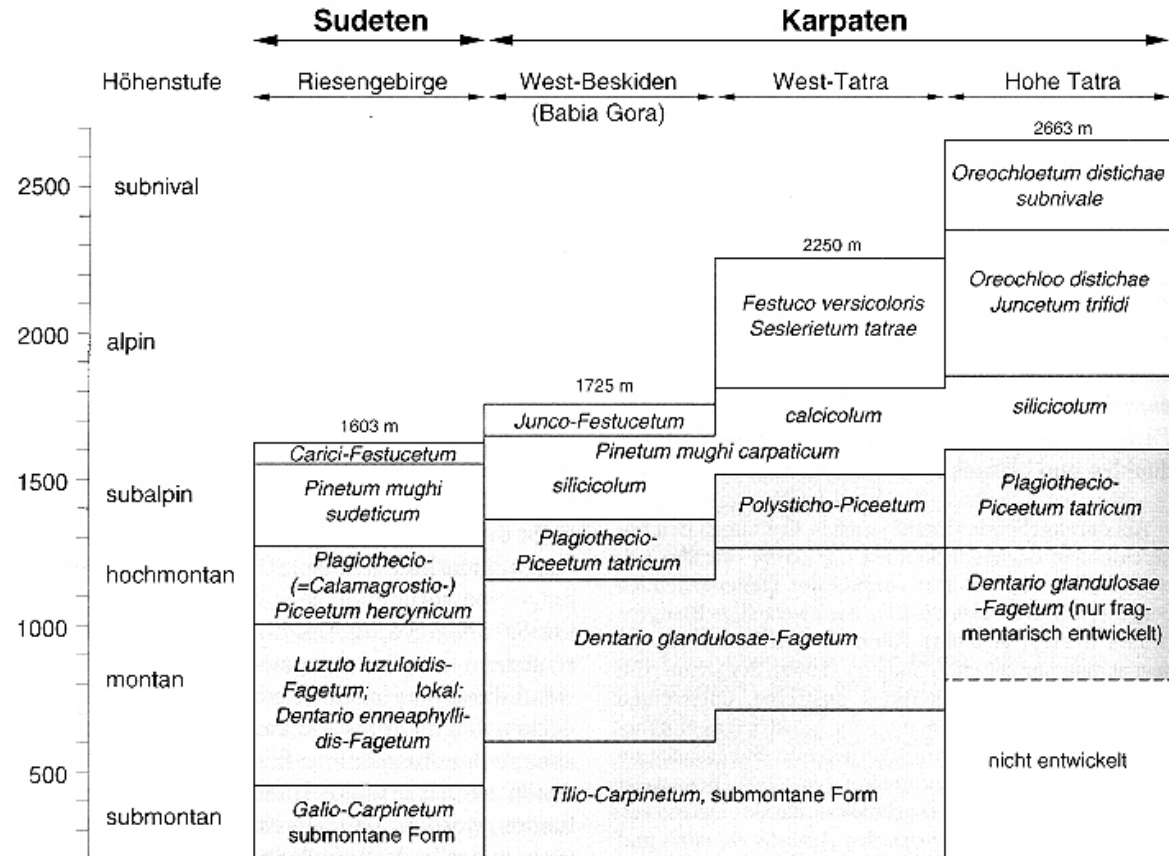 Sudeten
Karpaten
Höhenstufe
Riesengebirge
West-Beskiden
(Babia Gora)
West-Tatra
Hohe Tatra
2500
2000
1500
1000
500
subnival
alpin
subalpin
hochmontan
montan
submontan
1603 m
Carici-Festucetum
Pinetum mughi
sudeticum
Plagiothecio-
(=Calamagrostio-)
Piceetum hercynicum
Luzulo luzuloidis-
Fagetum; lokal:
Dentario enneaphylli-
dis-Fagetum
Galio-Carpinetum
submontane Form
1725 m
Junco-Festucetum
Pinetum mughi carpaticum
silicicolum
Plagiothecio-
Piceetum tatricum
Dentario glandulosae-Fagetum
Tilio-Carpinetum, submontane Form
2250 m
Festuco versicoloris
Seslerietum tatrae
calcicolum
Polysticho-Piceetum
2663 m
Oreochloetum distichae
subnivale
Oreochloo distichae
Juncetum trifidi
silicicolum
Plagiothecio-
Piceetum tatricum
Dentario glandulosae
-Fagetum (nur frag-
mentarisch entwickelt)
nicht entwickelt